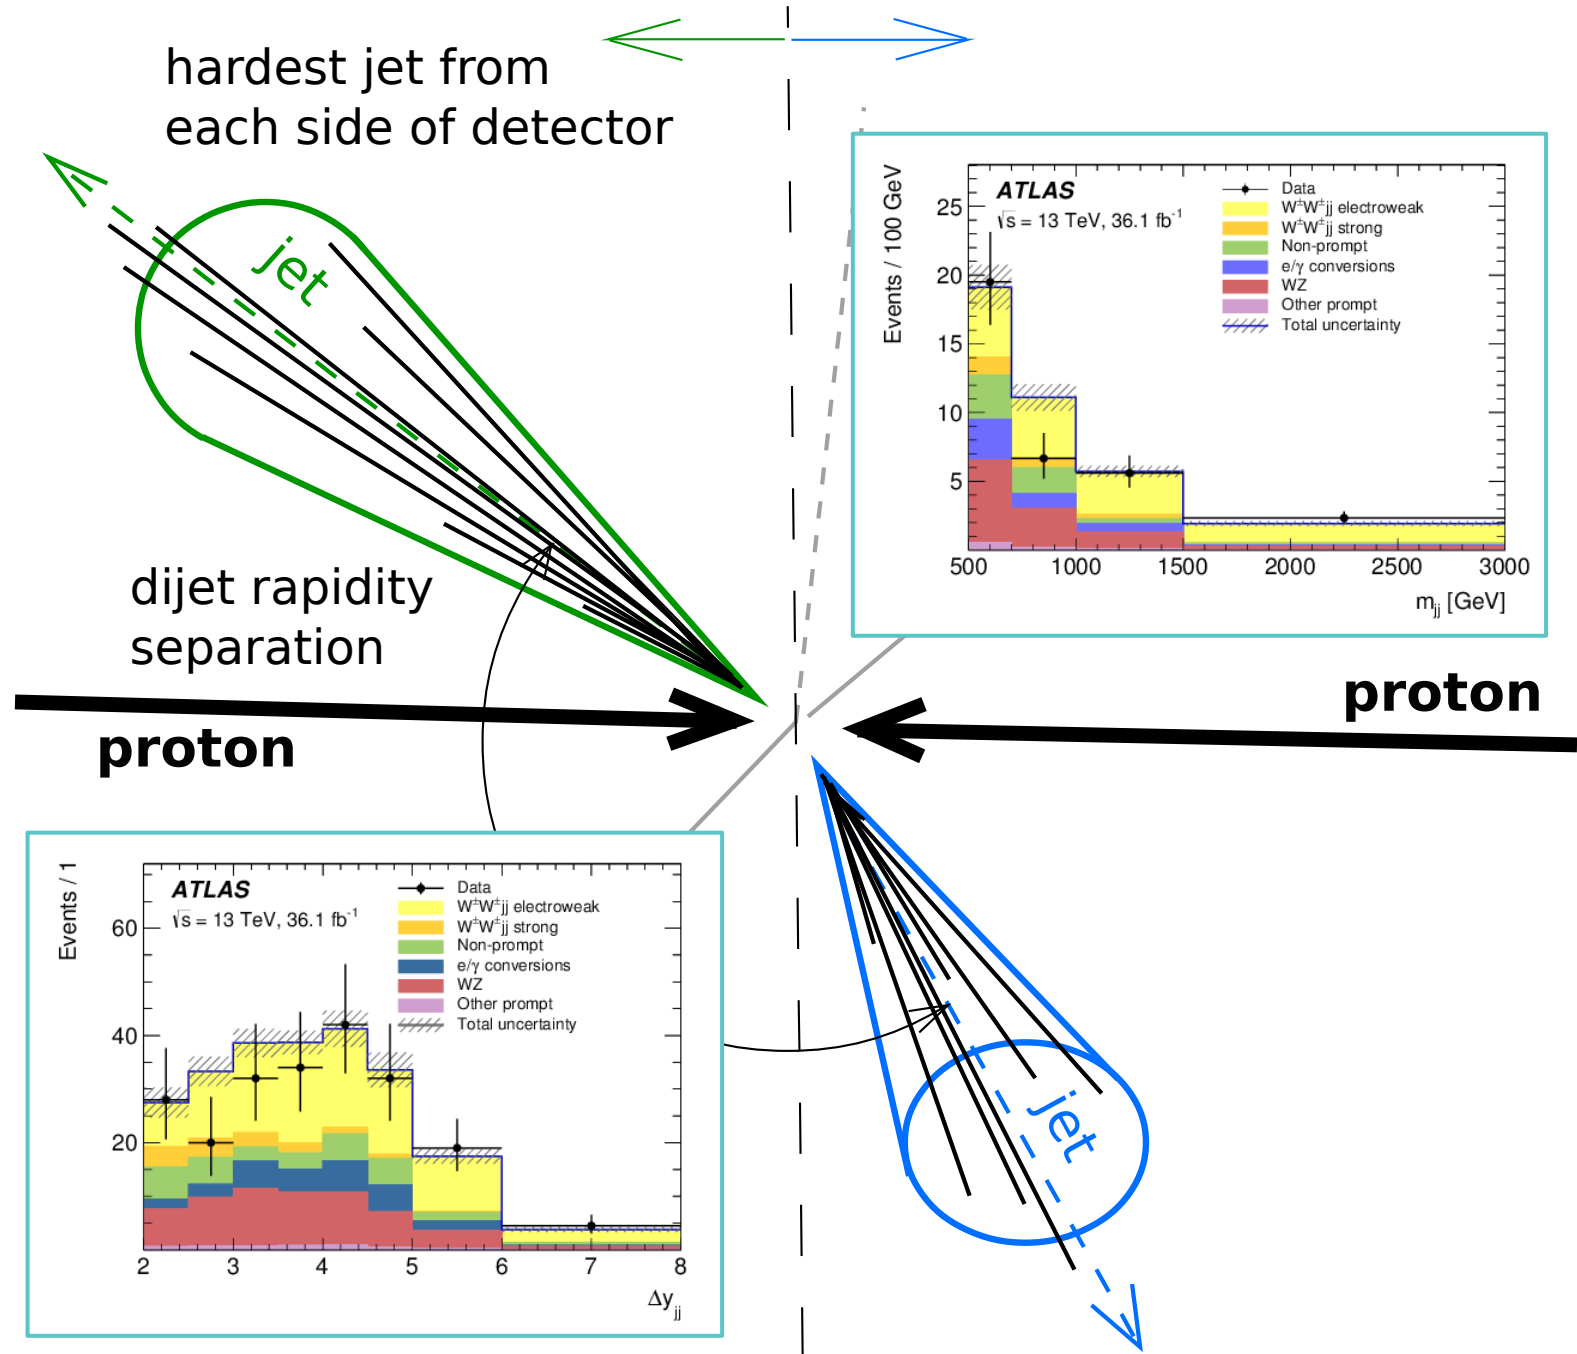 hardest jet from
each side of detector
jet
dijet rapidity
separation
proton
proton
jet
Events / 100 GeV
ATLAS
√s = 13 TeV, 36.1 fb⁻¹
Data
W±W±jj electroweak
W±W±jj strong
Non-prompt
e/γ conversions
WZ
Other prompt
Total uncertainty
25
20
15
10
5
500 1000 1500 2000 2500 3000
mjj [GeV]
Events / 1
ATLAS
√s = 13 TeV, 36.1 fb⁻¹
Data
W±W±jj electroweak
W±W±jj strong
Non-prompt
e/γ conversions
WZ
Other prompt
Total uncertainty
60
40
20
2 3 4 5 6 7 8
Δyjj